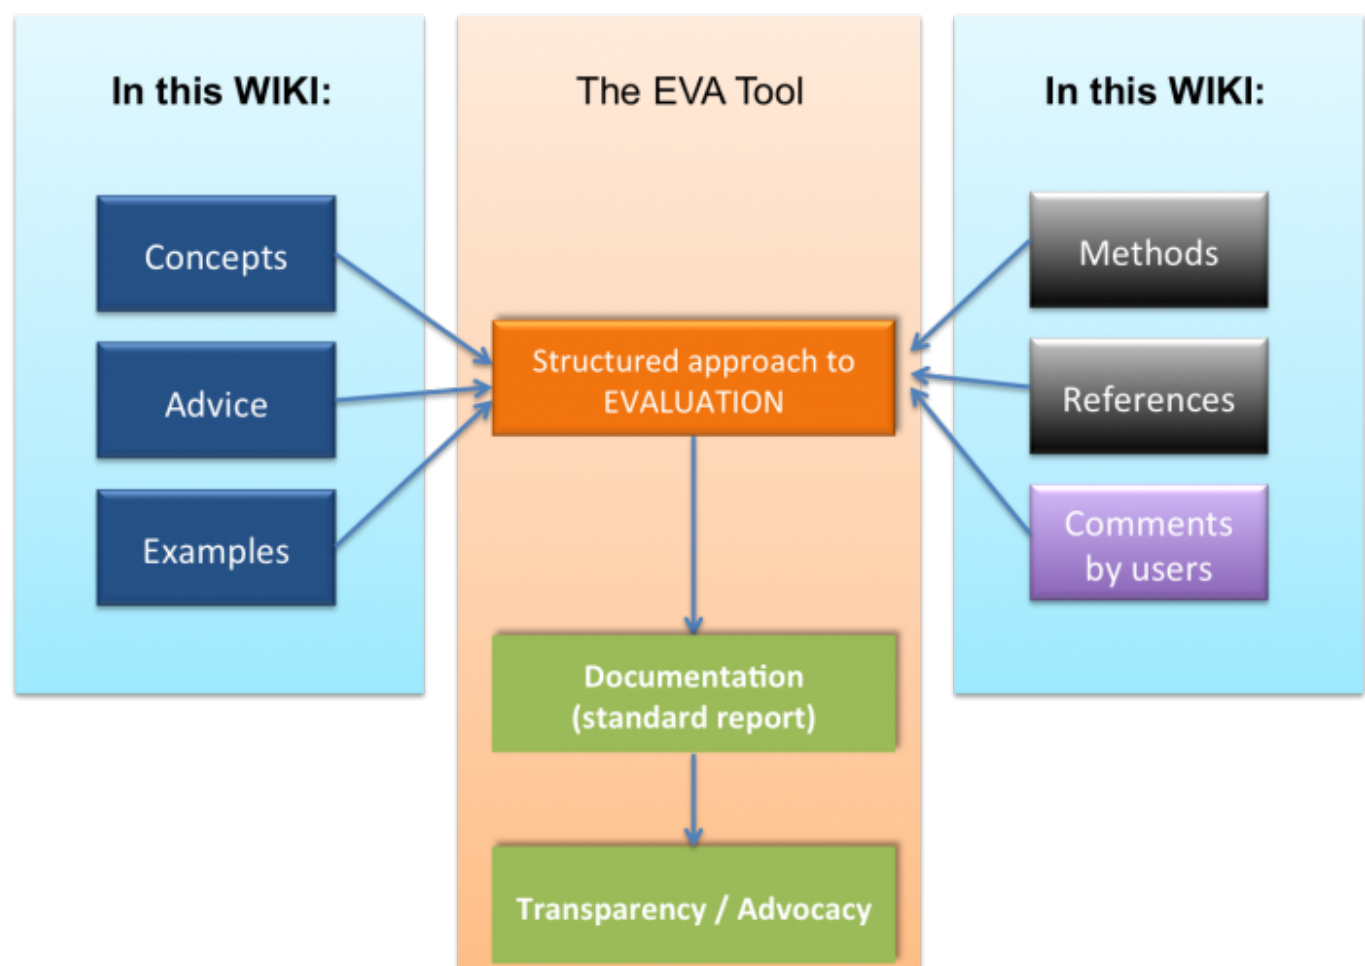 In this WIKI:
Concepts
Advice
Examples
The EVA Tool
Structured approach to
EVALUATION
Documentation
(standard report)
Transparency / Advocacy
In this WIKI:
Methods
References
Comments
by users